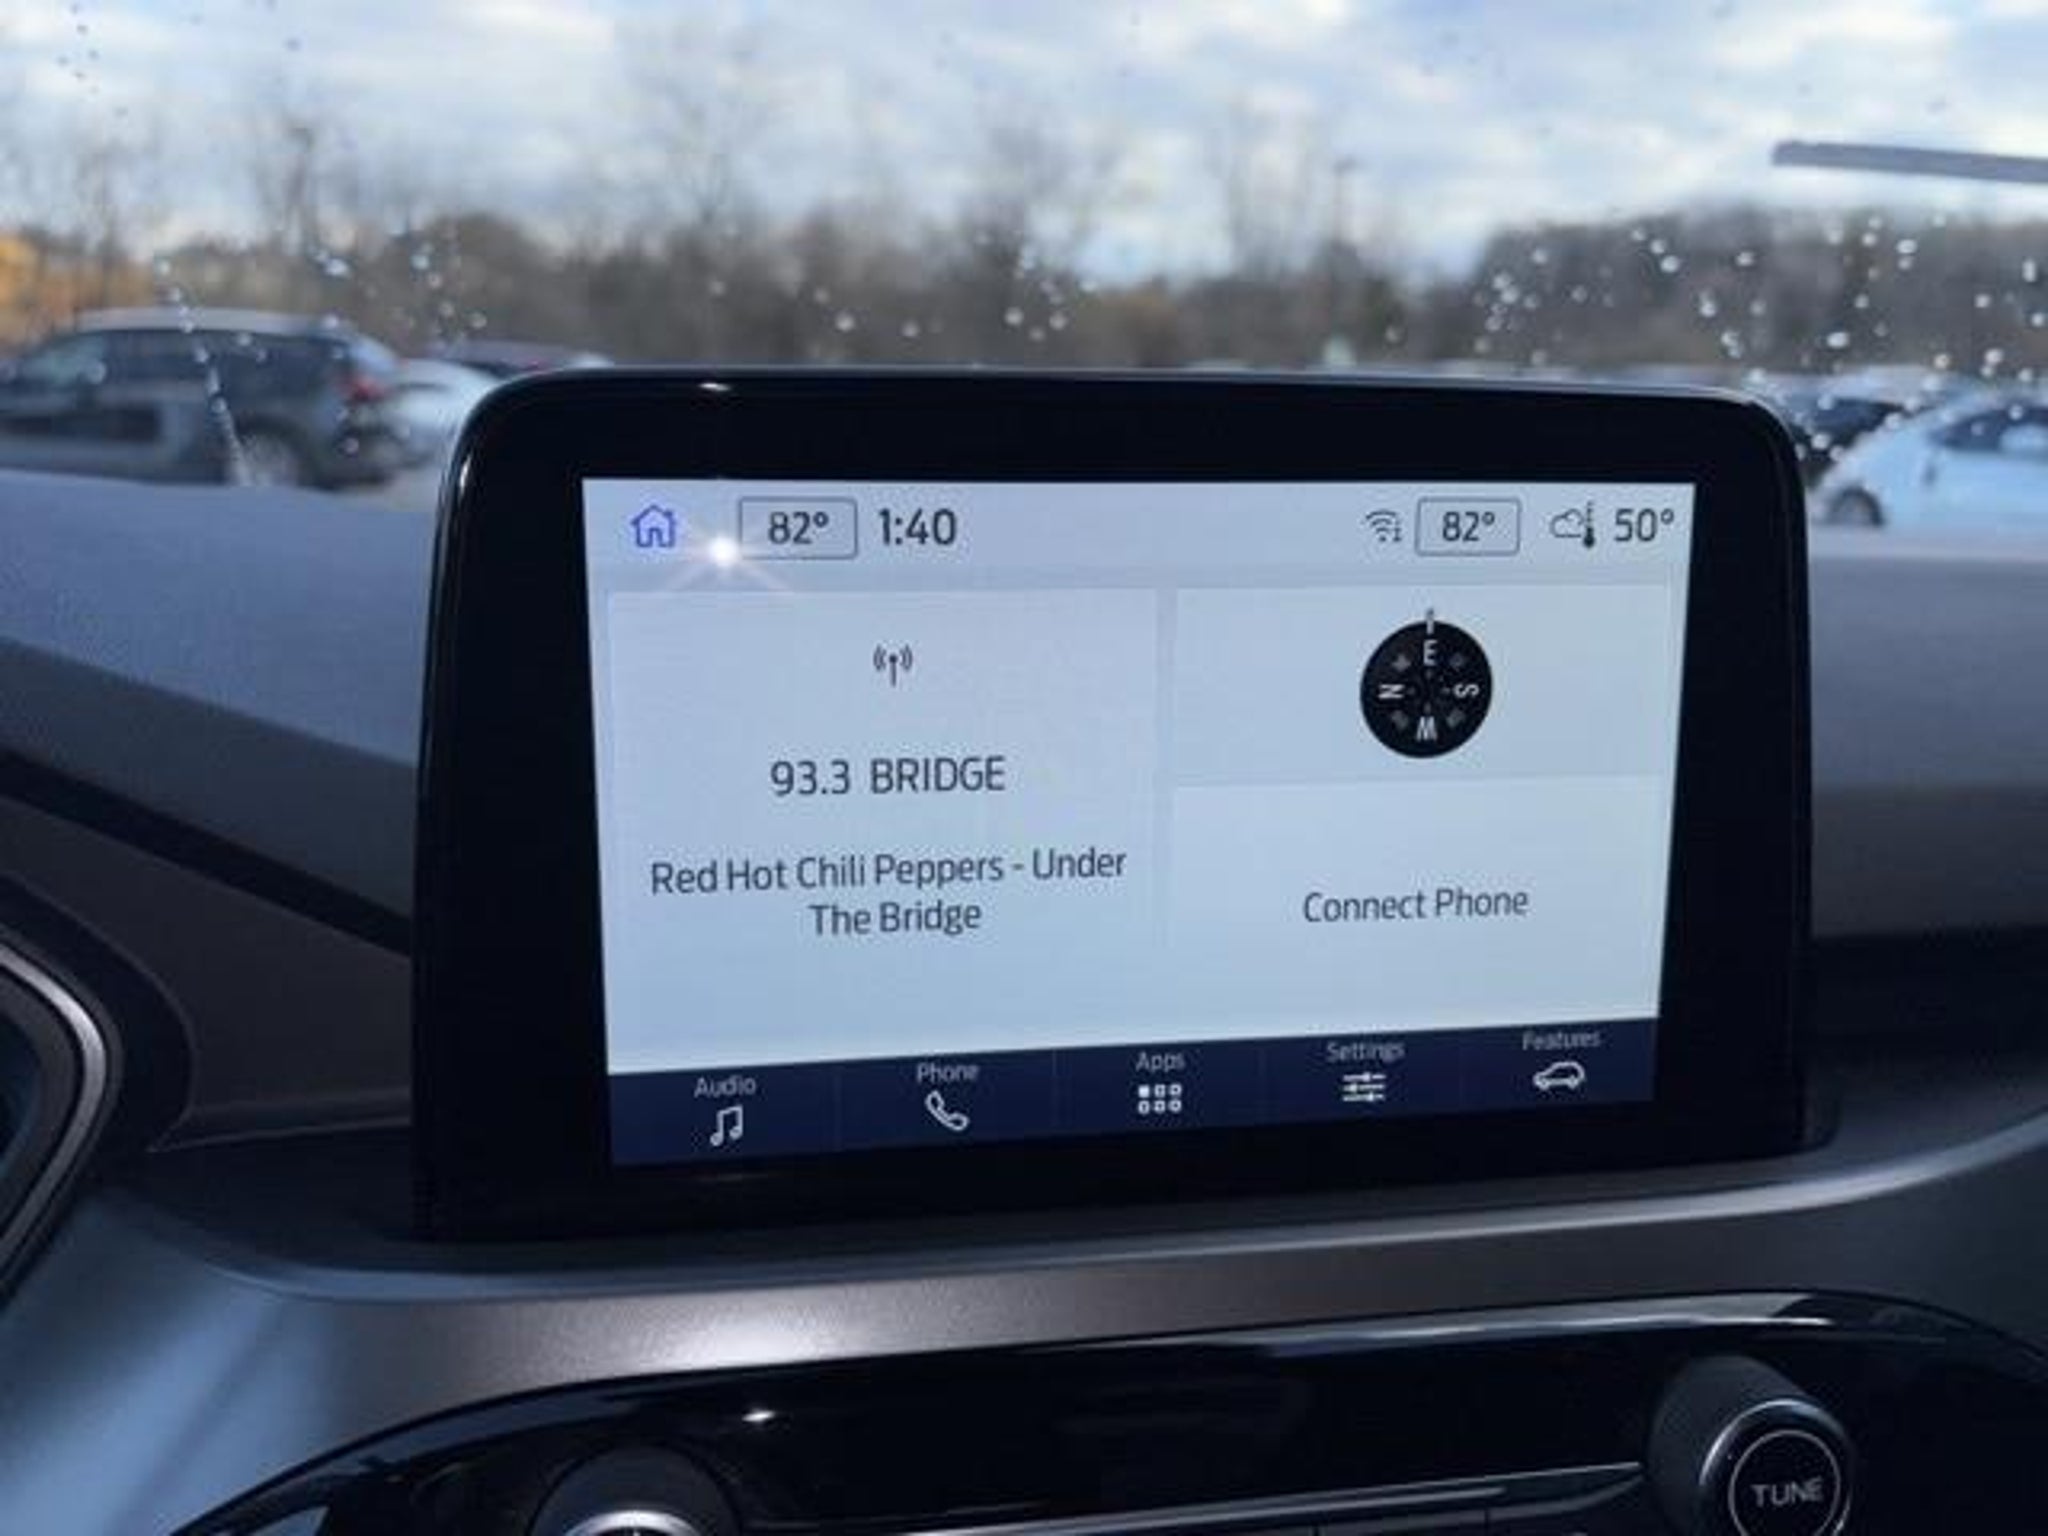 82° 1:40 82° 50°
93.3 BRIDGE
Red Hot Chili Peppers - Under
The Bridge
E
N S
W
Connect Phone
Audio Phone Apps Settings Features
TUNE